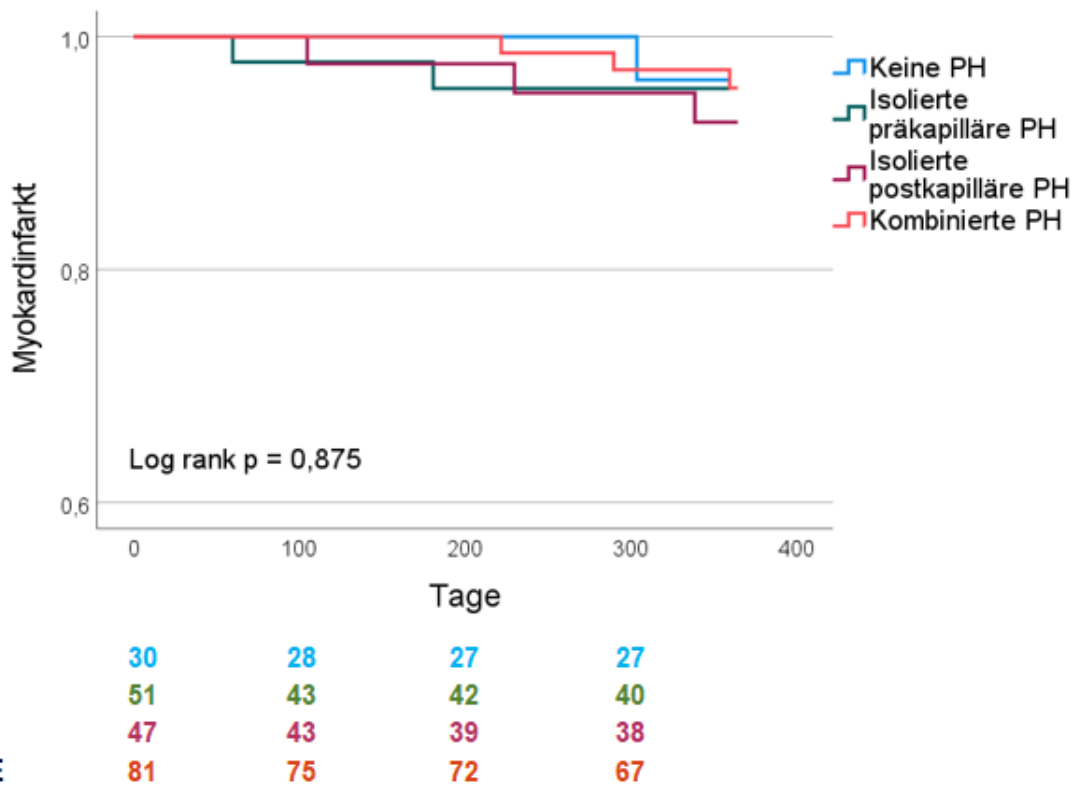 1,0
0,8
0,6
Myokardinfarkt
Log rank p = 0,875
0 100 200 300 400
Tage
Keine PH
Isolierte
präkapilläre PH
Isolierte
postkapilläre PH
Kombinierte PH
30 28 27 27
51 43 42 40
47 43 39 38
81 75 72 67